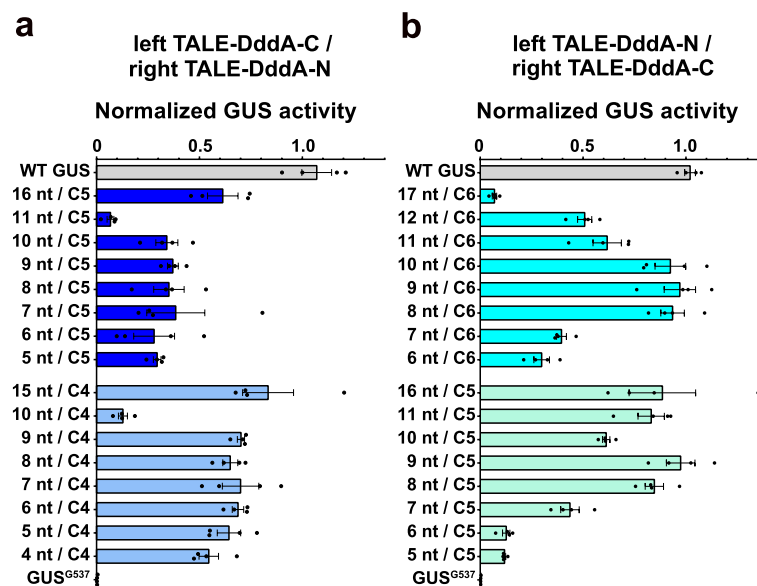 a
left TALE-DddA-C /
right TALE-DddA-N
Normalized GUS activity
0 0.5 1.0
WT GUS
16 nt / C5
11 nt / C5
10 nt / C5
9 nt / C5
8 nt / C5
7 nt / C5
6 nt / C5
5 nt / C5
15 nt / C4
10 nt / C4
9 nt / C4
8 nt / C4
7 nt / C4
6 nt / C4
5 nt / C4
4 nt / C4
GUSᴳ⁵³⁷
b
left TALE-DddA-N /
right TALE-DddA-C
Normalized GUS activity
0 0.5 1.0
WT GUS
17 nt / C6
12 nt / C6
11 nt / C6
10 nt / C6
9 nt / C6
8 nt / C6
7 nt / C6
6 nt / C6
16 nt / C5
11 nt / C5
10 nt / C5
9 nt / C5
8 nt / C5
7 nt / C5
6 nt / C5
5 nt / C5
GUSᴳ⁵³⁷